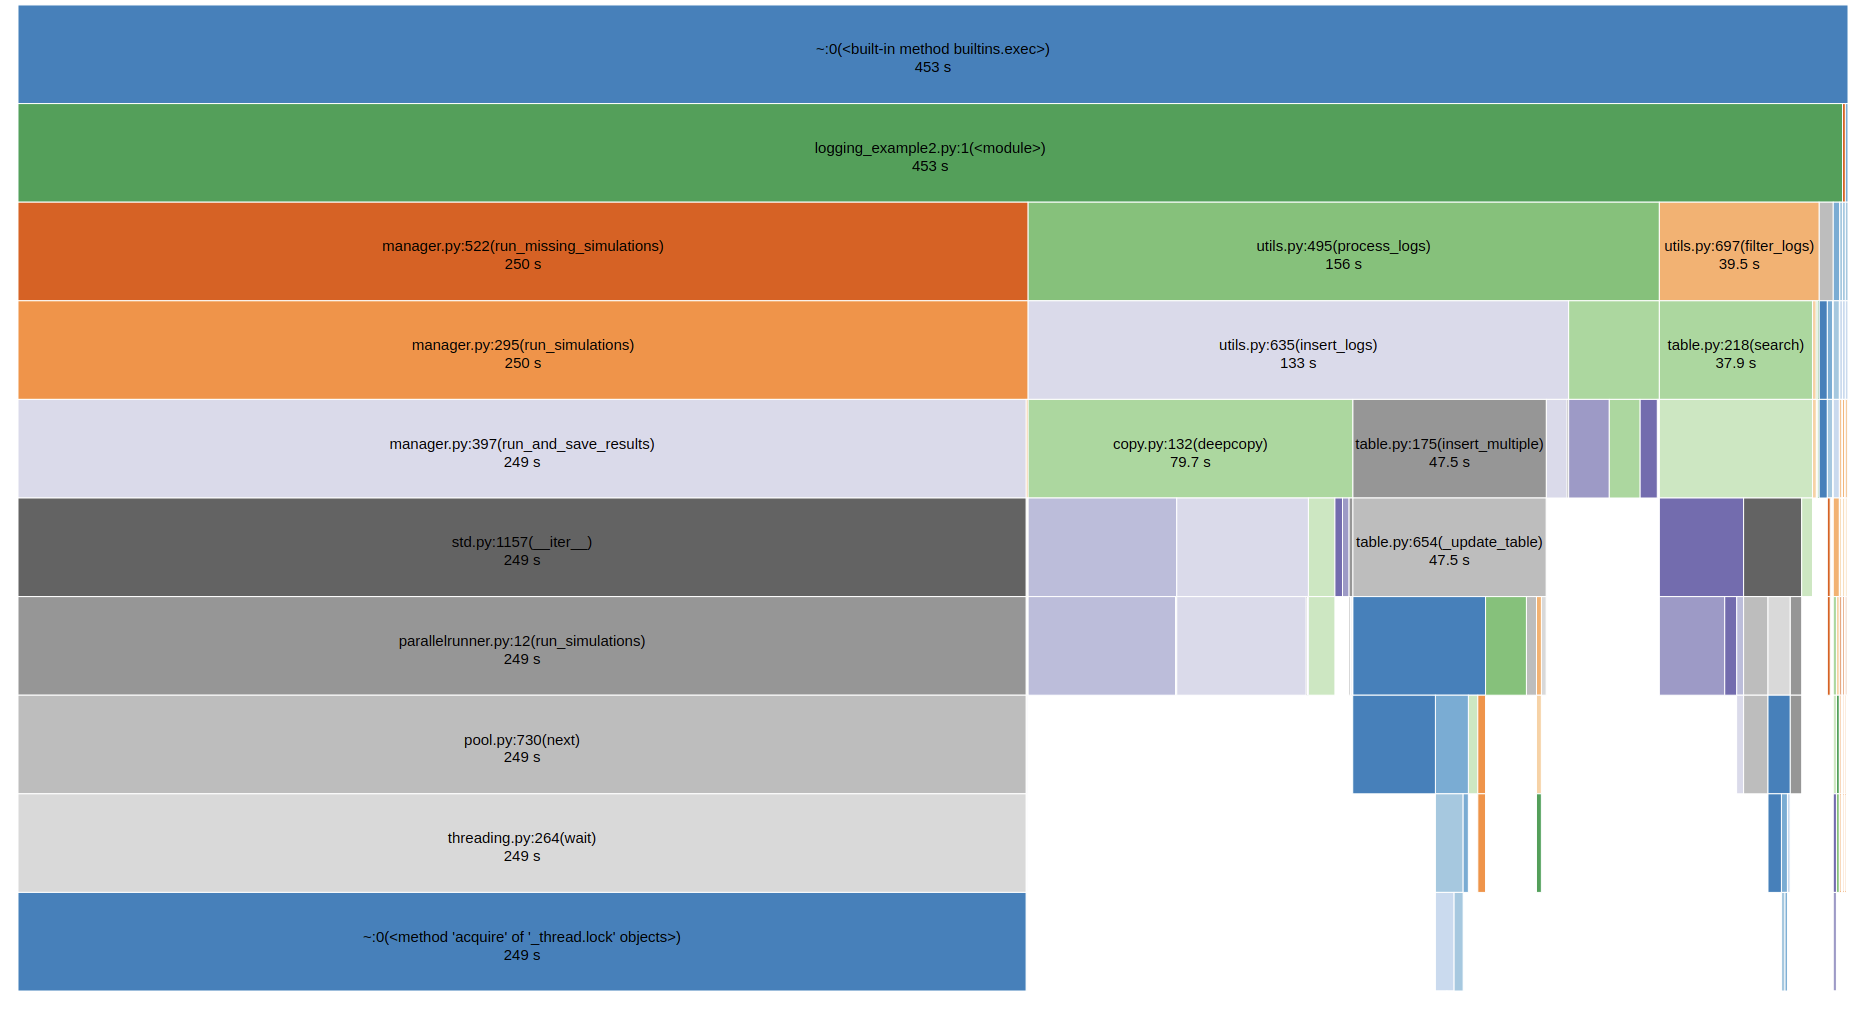 ~:0(<built-in method builtins.exec>)
453 s
logging_example2.py:1(<module>)
453 s
manager.py:522(run_missing_simulations)
250 s
utils.py:495(process_logs)
156 s
utils.py:697(filter_logs)
39.5 s
manager.py:295(run_simulations)
250 s
utils.py:635(insert_logs)
133 s
table.py:218(search)
37.9 s
manager.py:397(run_and_save_results)
249 s
copy.py:132(deepcopy)
79.7 s
table.py:175(insert_multiple)
47.5 s
std.py:1157(__iter__)
249 s
table.py:654(_update_table)
47.5 s
parallelrunner.py:12(run_simulations)
249 s
pool.py:730(next)
249 s
threading.py:264(wait)
249 s
~:0(<method 'acquire' of '_thread.lock' objects>)
249 s